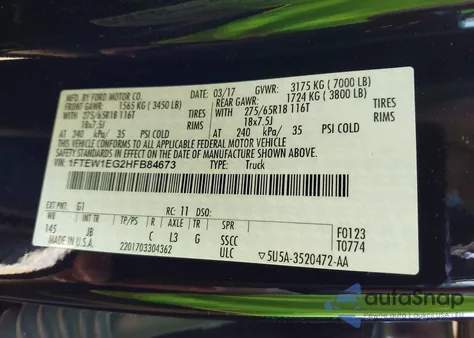 MFD. BY FORD MOTOR CO. DATE: 03/17 GVWR: 3175 KG ( 7000 LB)
FRONT GAWR: 1565 KG ( 3450 LB) REAR GAWR: 1724 KG ( 3800 LB)
WITH 275/65R18 116T TIRES WITH 275/65R18 116T TIRES
18x7.5J RIMS 18x7.5J RIMS
AT 240 kPa/ 35 PSI COLD AT 240 kPa/ 35 PSI COLD
THIS VEHICLE CONFORMS TO ALL APPLICABLE FEDERAL MOTOR VEHICLE
SAFETY STANDARDS IN EFFECT ON THE DATE OF MANUFACTURE SHOWN ABOVE.
VIN: 1FTEW1EG2HFB84673 TYPE: Truck
EXT PNT: G1 RC: 11 DSO: F0123
WB INT TR TP/PS R AXLE TR SPR T0774
145 JB C L3 G SSCC
MADE IN U.S.A. 2201703304362 ULC ▽5U5A-3520472-AA
autoSnap